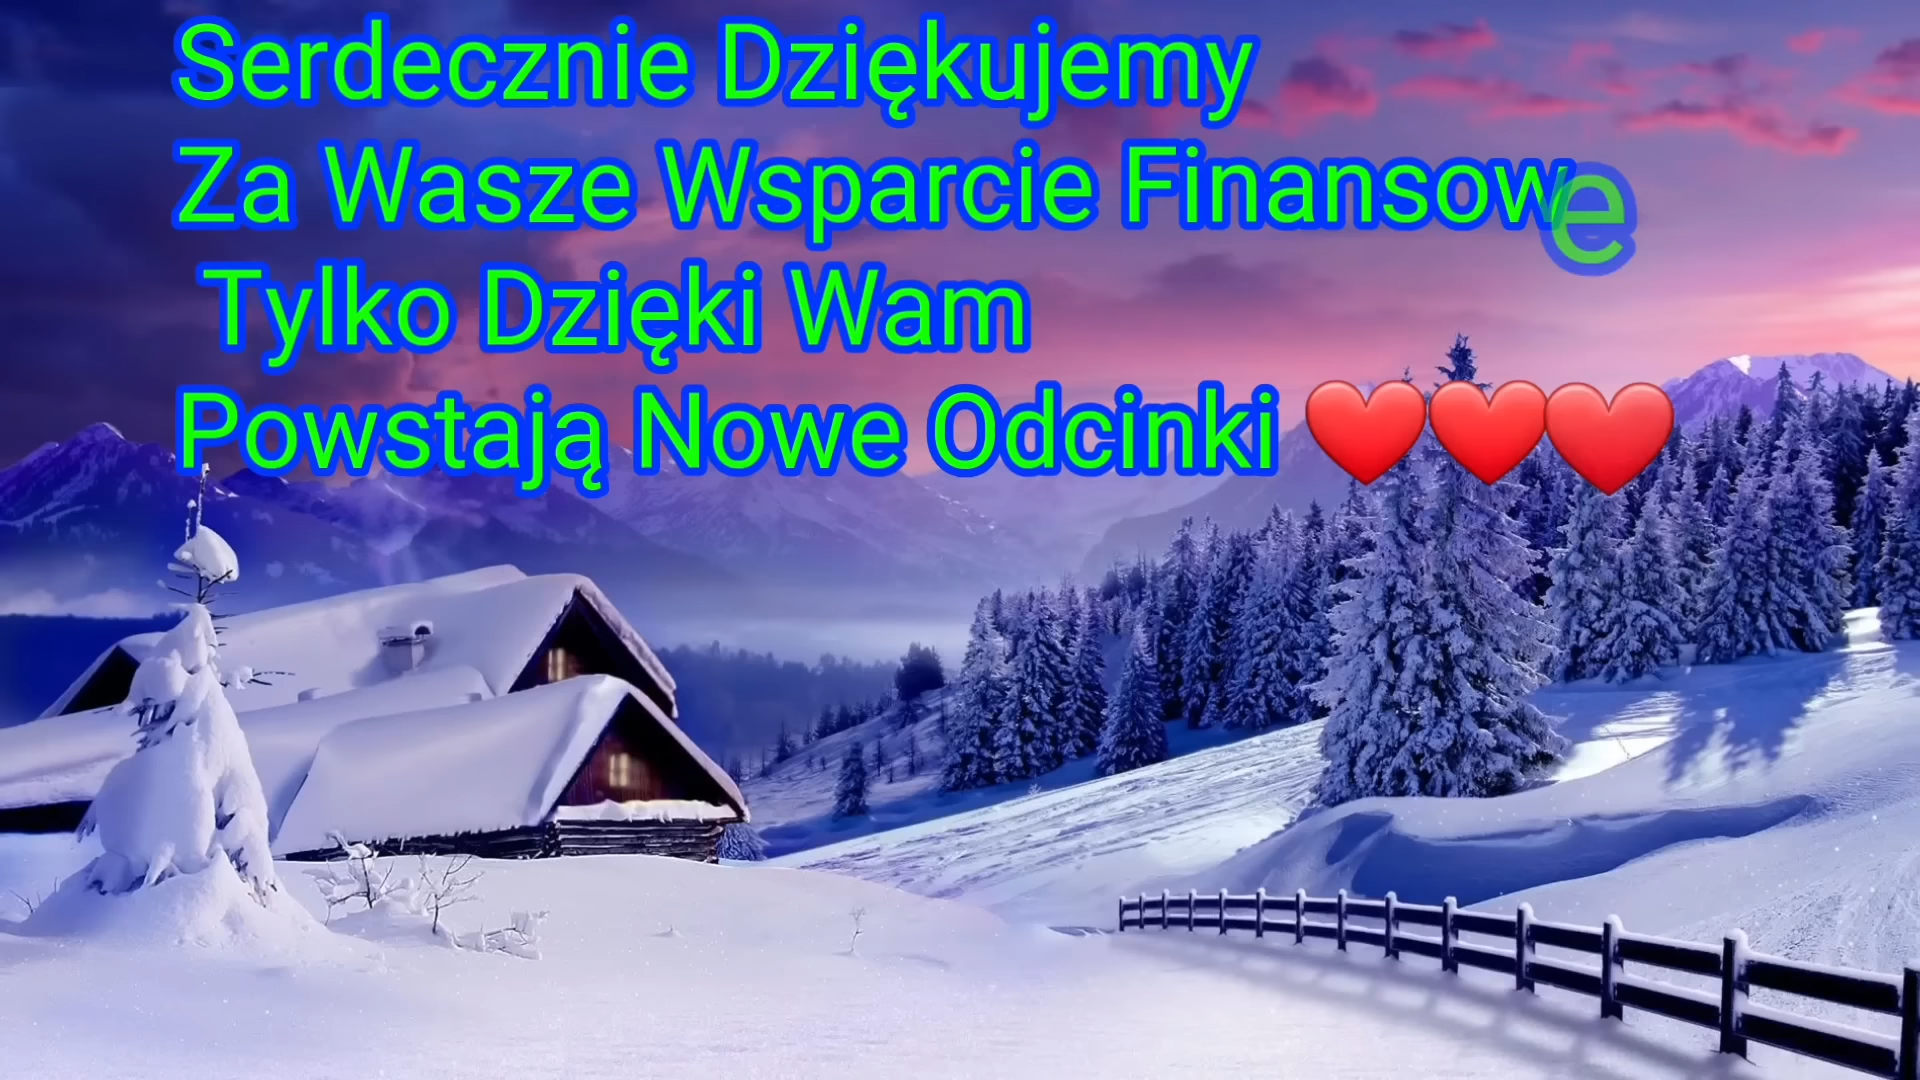 Serdecznie Dziękujemy
Za Wasze Wsparcie Finansowe
Tylko Dzięki Wam
Powstają Nowe Odcinki ❤️❤️❤️